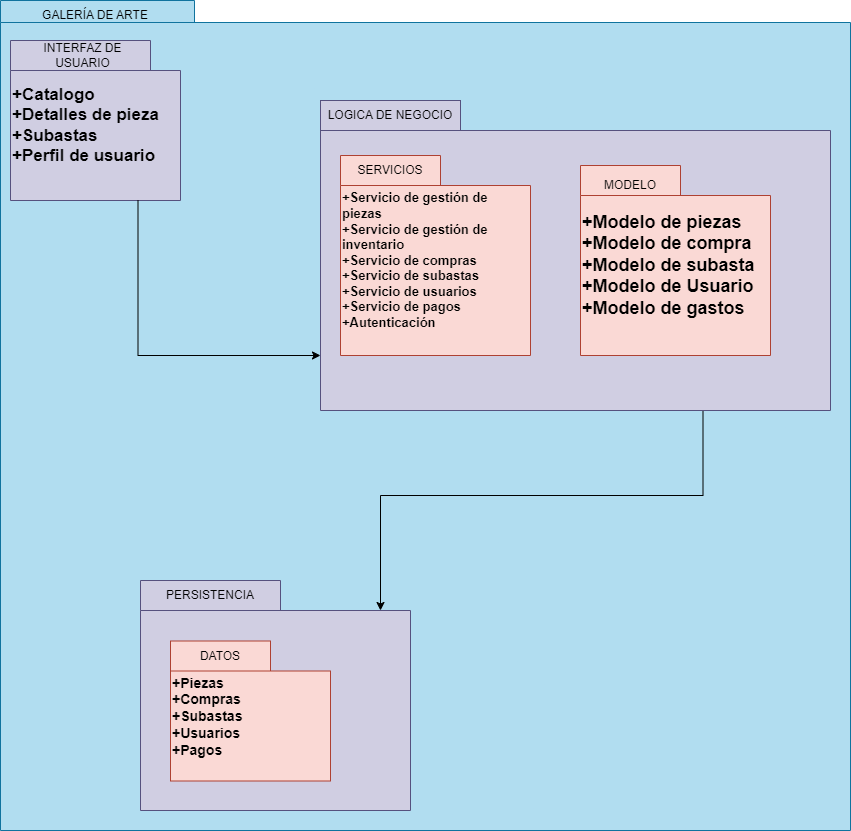 GALERÍA DE ARTE
INTERFAZ DE
USUARIO
+Catalogo
+Detalles de pieza
+Subastas
+Perfil de usuario
LOGICA DE NEGOCIO
SERVICIOS
+Servicio de gestión de
piezas
+Servicio de gestión de
inventario
+Servicio de compras
+Servicio de subastas
+Servicio de usuarios
+Servicio de pagos
+Autenticación
MODELO
+Modelo de piezas
+Modelo de compra
+Modelo de subasta
+Modelo de Usuario
+Modelo de gastos
PERSISTENCIA
DATOS
+Piezas
+Compras
+Subastas
+Usuarios
+Pagos